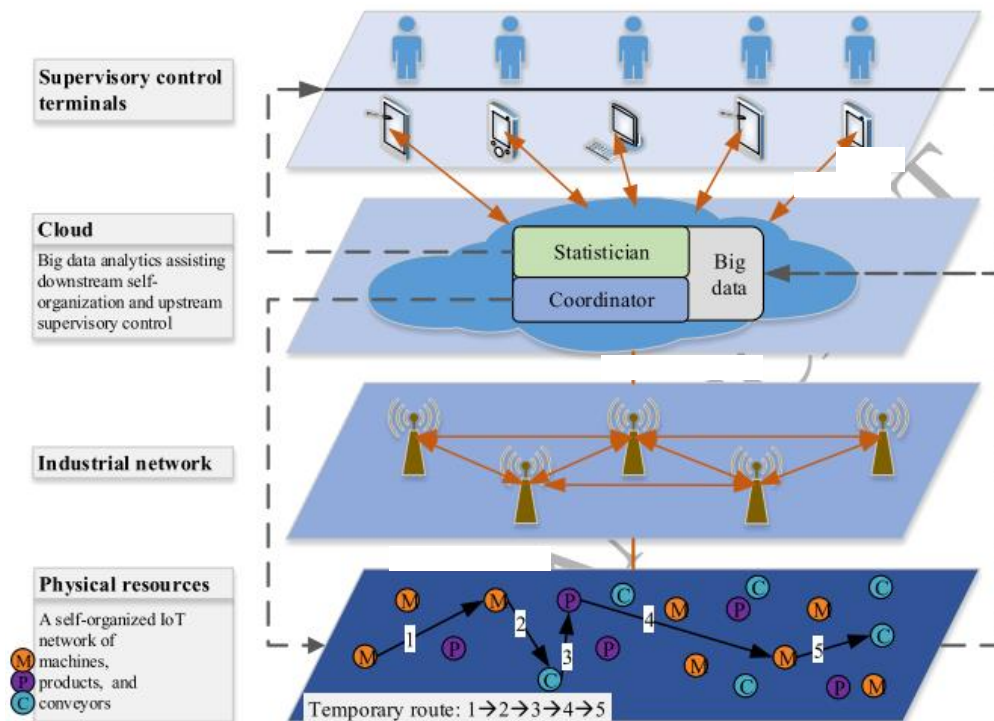 Supervisory control
terminals
Cloud
Big data analytics assisting
downstream self-
organization and upstream
supervisory control
Statistician
Coordinator
Big
data
Industrial network
Physical resources
A self-organized IoT
network of
machines,
products, and
conveyors
M
P
C
M
M
P
C
M
P
C
M
C
C
M
P
P
C
M
M
C
P
M
1
2
3
4
5
Temporary route: 1→2→3→4→5